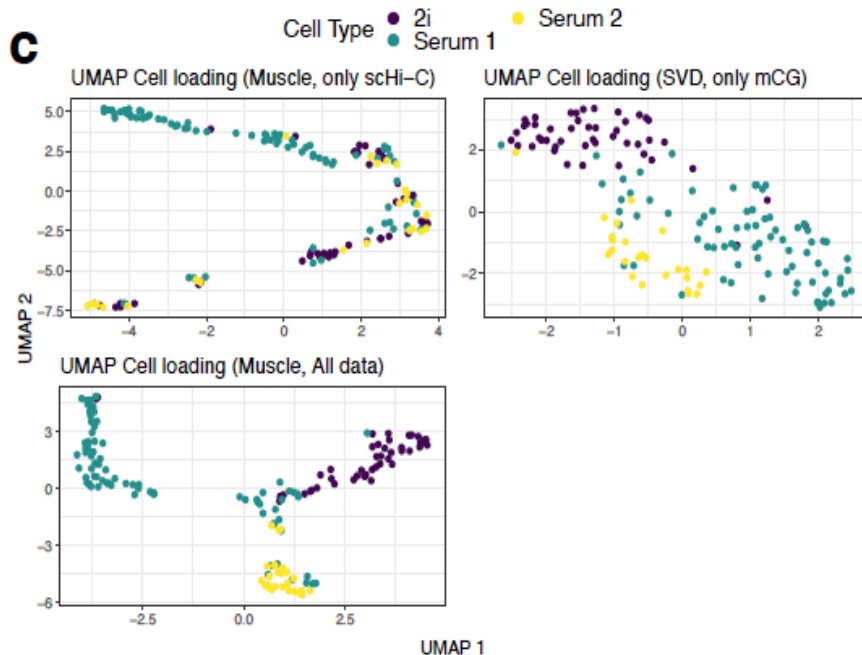 C
Cell Type 2i Serum 2
Serum 1
UMAP Cell loading (Muscle, only scHi−C)
UMAP Cell loading (SVD, only mCG)
5.0
2.5
0.0
−2.5
−5.0
−7.5
−4 −2 0 2 4
2
0
−2
−2 −1 0 1 2
UMAP 2
UMAP Cell loading (Muscle, All data)
3
0
−3
−6
−2.5 0.0 2.5
UMAP 1